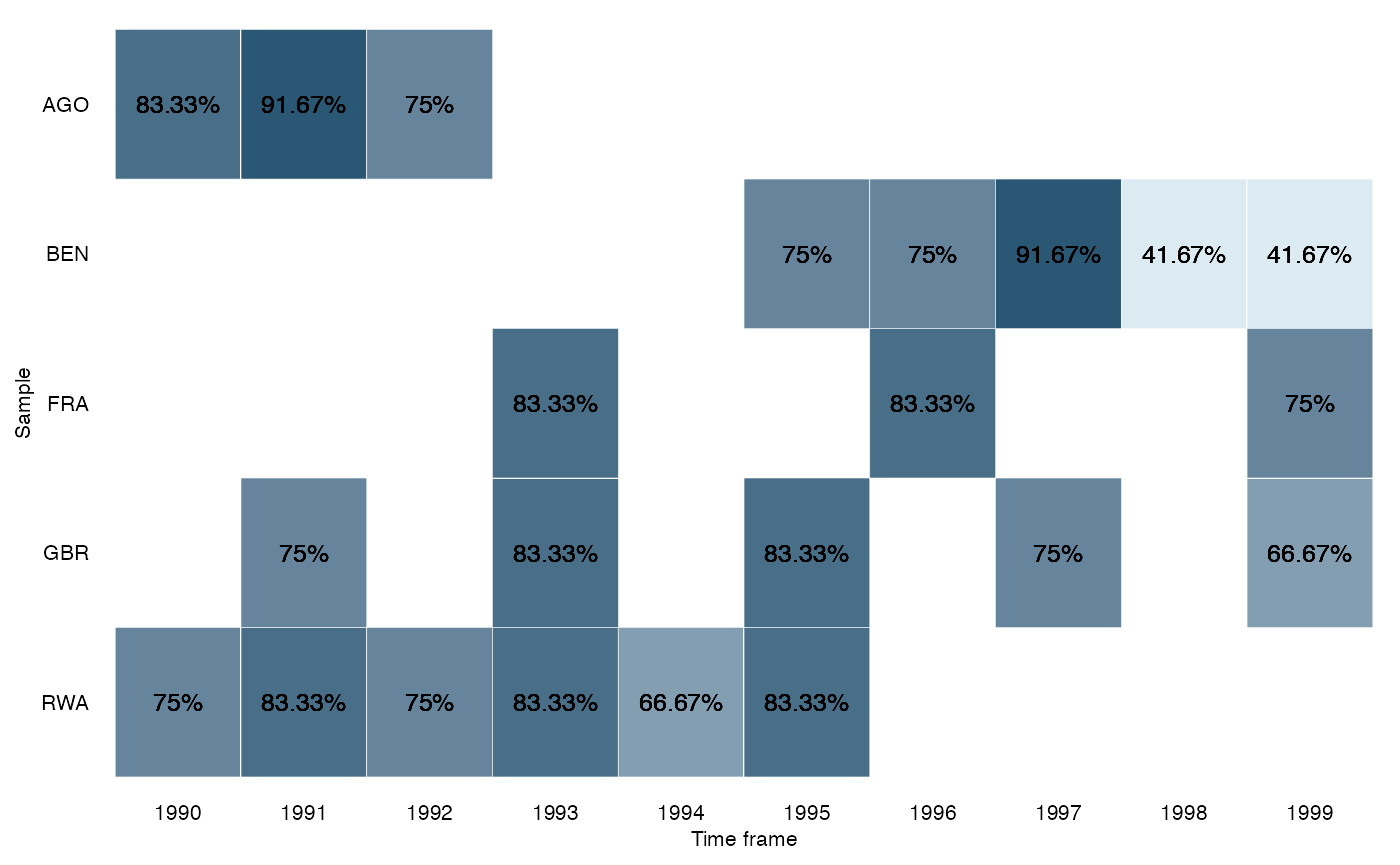 AGO 83.33% 91.67% 75%
BEN 75% 75% 91.67% 41.67% 41.67%
Sample
FRA 83.33% 83.33% 75%
GBR 75% 83.33% 83.33% 75% 66.67%
RWA 75% 83.33% 75% 83.33% 66.67% 83.33%
1990 1991 1992 1993 1994 1995 1996 1997 1998 1999
Time frame